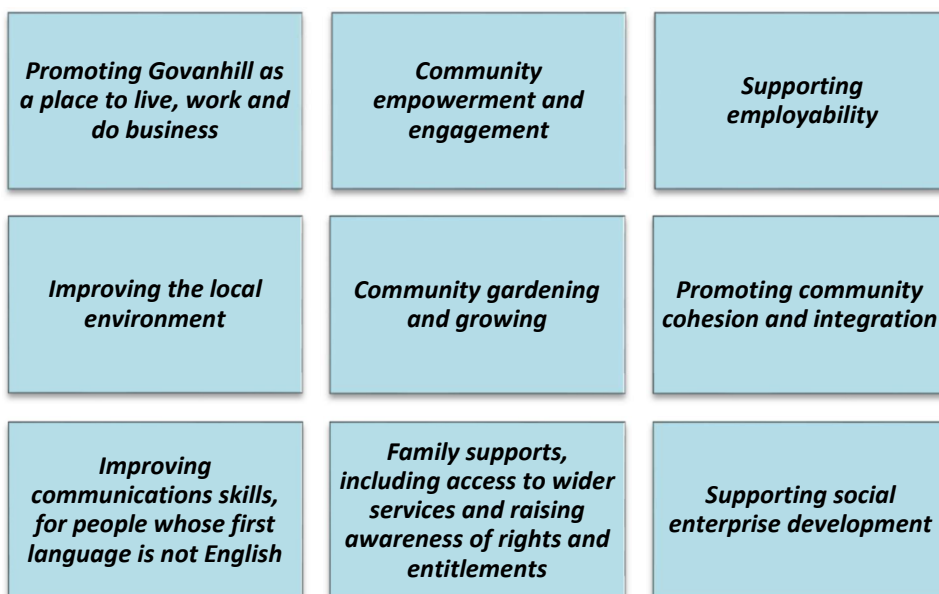 Promoting Govanhill as
a place to live, work and
do business
Community
empowerment and
engagement
Supporting
employability
Improving the local
environment
Community gardening
and growing
Promoting community
cohesion and integration
Improving
communications skills,
for people whose first
language is not English
Family supports,
including access to wider
services and raising
awareness of rights and
entitlements
Supporting social
enterprise development